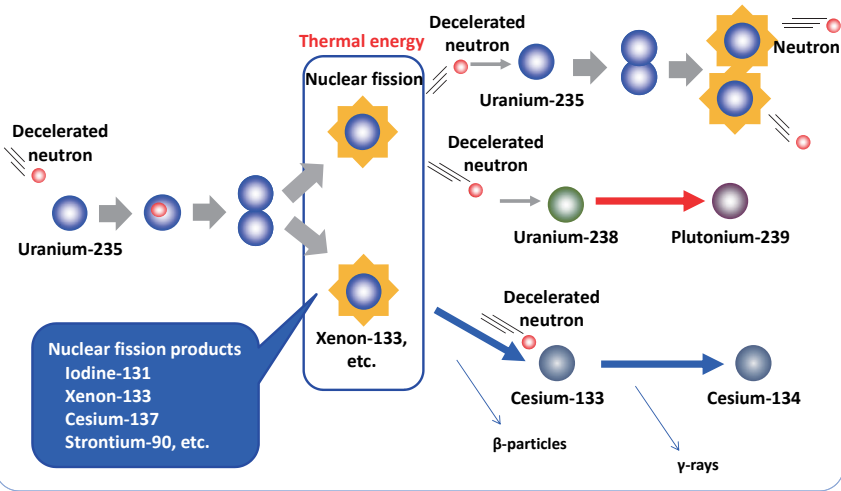 Thermal energy
Nuclear fission
Decelerated
neutron
Uranium-235
Neutron
Decelerated
neutron
Uranium-235
Decelerated
neutron
Uranium-238
Plutonium-239
Xenon-133,
etc.
Decelerated
neutron
Cesium-133
Cesium-134
β-particles
γ-rays
Nuclear fission products
Iodine-131
Xenon-133
Cesium-137
Strontium-90, etc.